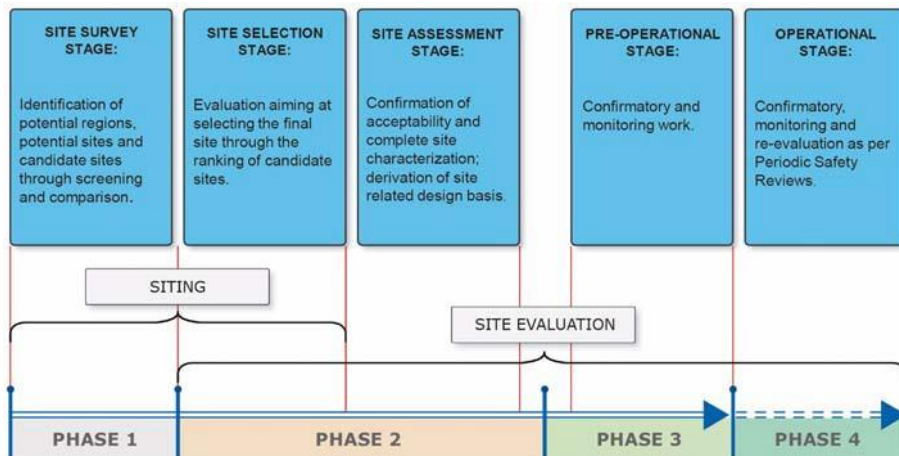 SITE SURVEY
STAGE:
Identification of
potential regions,
potential sites and
candidate sites
through screening
and comparison.
SITE SELECTION
STAGE:
Evaluation aiming at
selecting the final
site through the
ranking of candidate
sites.
SITE ASSESSMENT
STAGE:
Confirmation of
acceptability and
complete site
characterization;
derivation of site
related design basis.
PRE-OPERATIONAL
STAGE:
Confirmatory and
monitoring work.
OPERATIONAL
STAGE:
Confirmatory,
monitoring and
re-evaluation as per
Periodic Safety
Reviews.
SITING
SITE EVALUATION
PHASE 1
PHASE 2
PHASE 3
PHASE 4